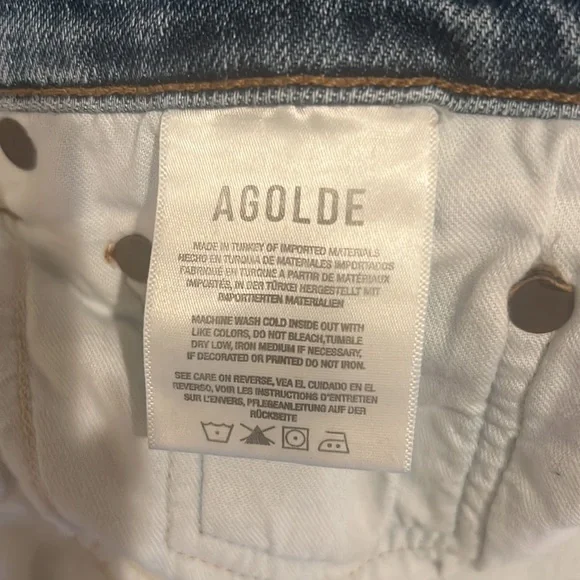 AGOLDE
MADE IN TURKEY OF IMPORTED MATERIALS
HECHO EN TURQUIA DE MATERIALES IMPORTADOS
FABRIQUÉ EN TURQUIE A PARTIR DE MATÉRIAUX
IMPORTÉS, IN DER TÜRKEI HERGESTELLT MIT
IMPORTIERTEN MATERIALIEN
MACHINE WASH COLD INSIDE OUT WITH
LIKE COLORS, DO NOT BLEACH,TUMBLE
DRY LOW, IRON MEDIUM IF NECESSARY,
IF DECORATED OR PRINTED DO NOT IRON.
SEE CARE ON REVERSE, VEA EL CUIDADO EN EL
REVERSO, VOIR LES INSTRUCTIONS D'ENTRETIEN
SUR L'ENVERS, PFLEGEANLEITUNG AUF DER
RÜCKSEITE